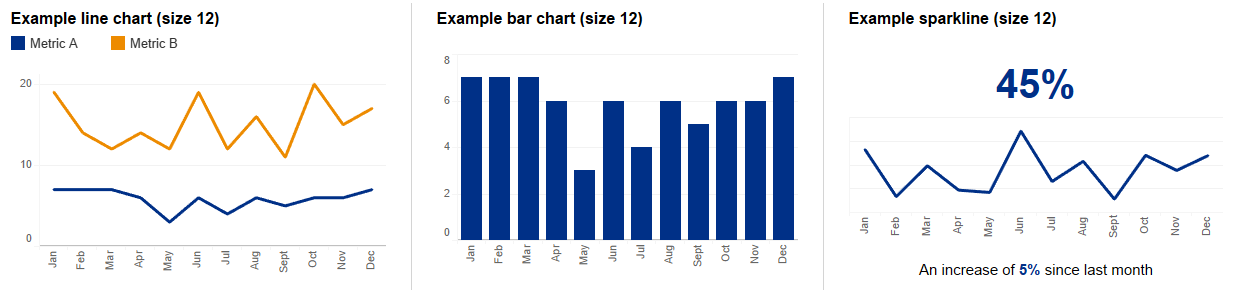 Example line chart (size 12)
Metric A
Metric B
20
10
0
Jan
Feb
Mar
Apr
May
Jun
Jul
Aug
Sept
Oct
Nov
Dec
Example bar chart (size 12)
8
6
4
2
0
Jan
Feb
Mar
Apr
May
Jun
Jul
Aug
Sept
Oct
Nov
Dec
Example sparkline (size 12)
45%
Jan
Feb
Mar
Apr
May
Jun
Jul
Aug
Sept
Oct
Nov
Dec
An increase of 5% since last month